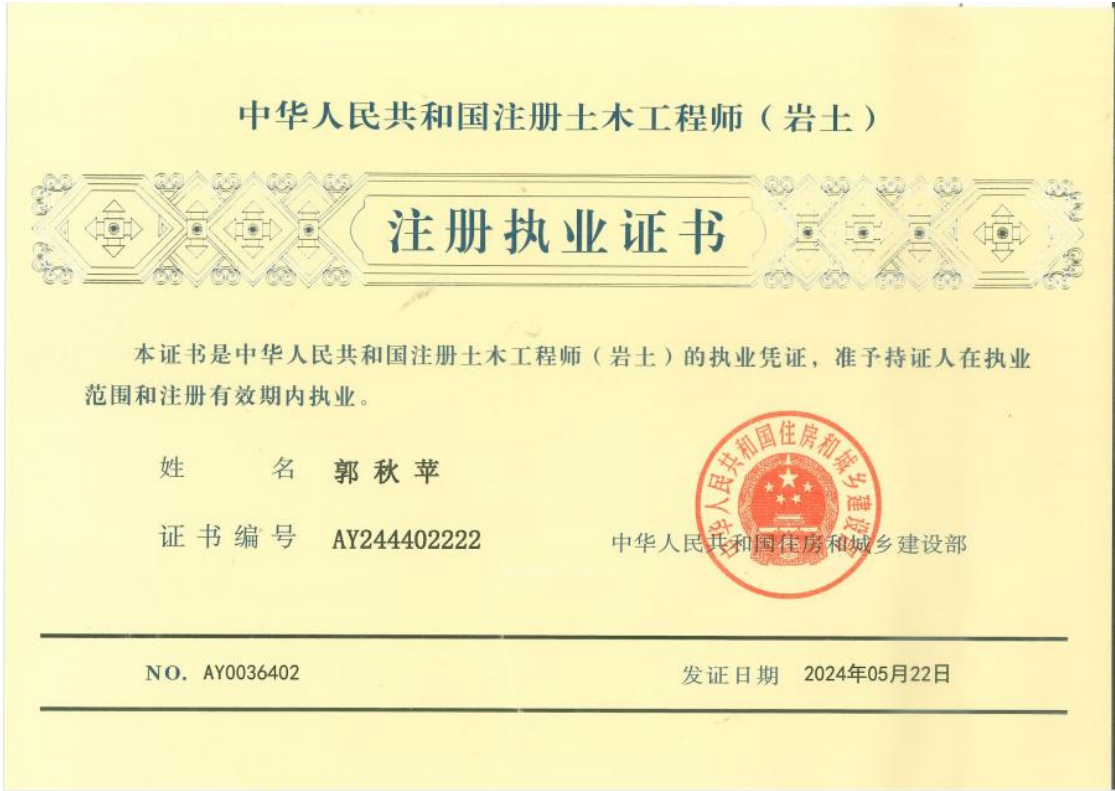 中华人民共和国注册土木工程师（岩土）
注册执业证书
本证书是中华人民共和国注册土木工程师（岩土）的执业凭证，准予持证人在执业
范围和注册有效期内执业。
姓 名 郭秋苹
证书编号 AY244402222
中华人民共和国住房和城乡建设部
中华人民共和国住房和城乡建设部
NO. AY0036402
发证日期 2024年05月22日